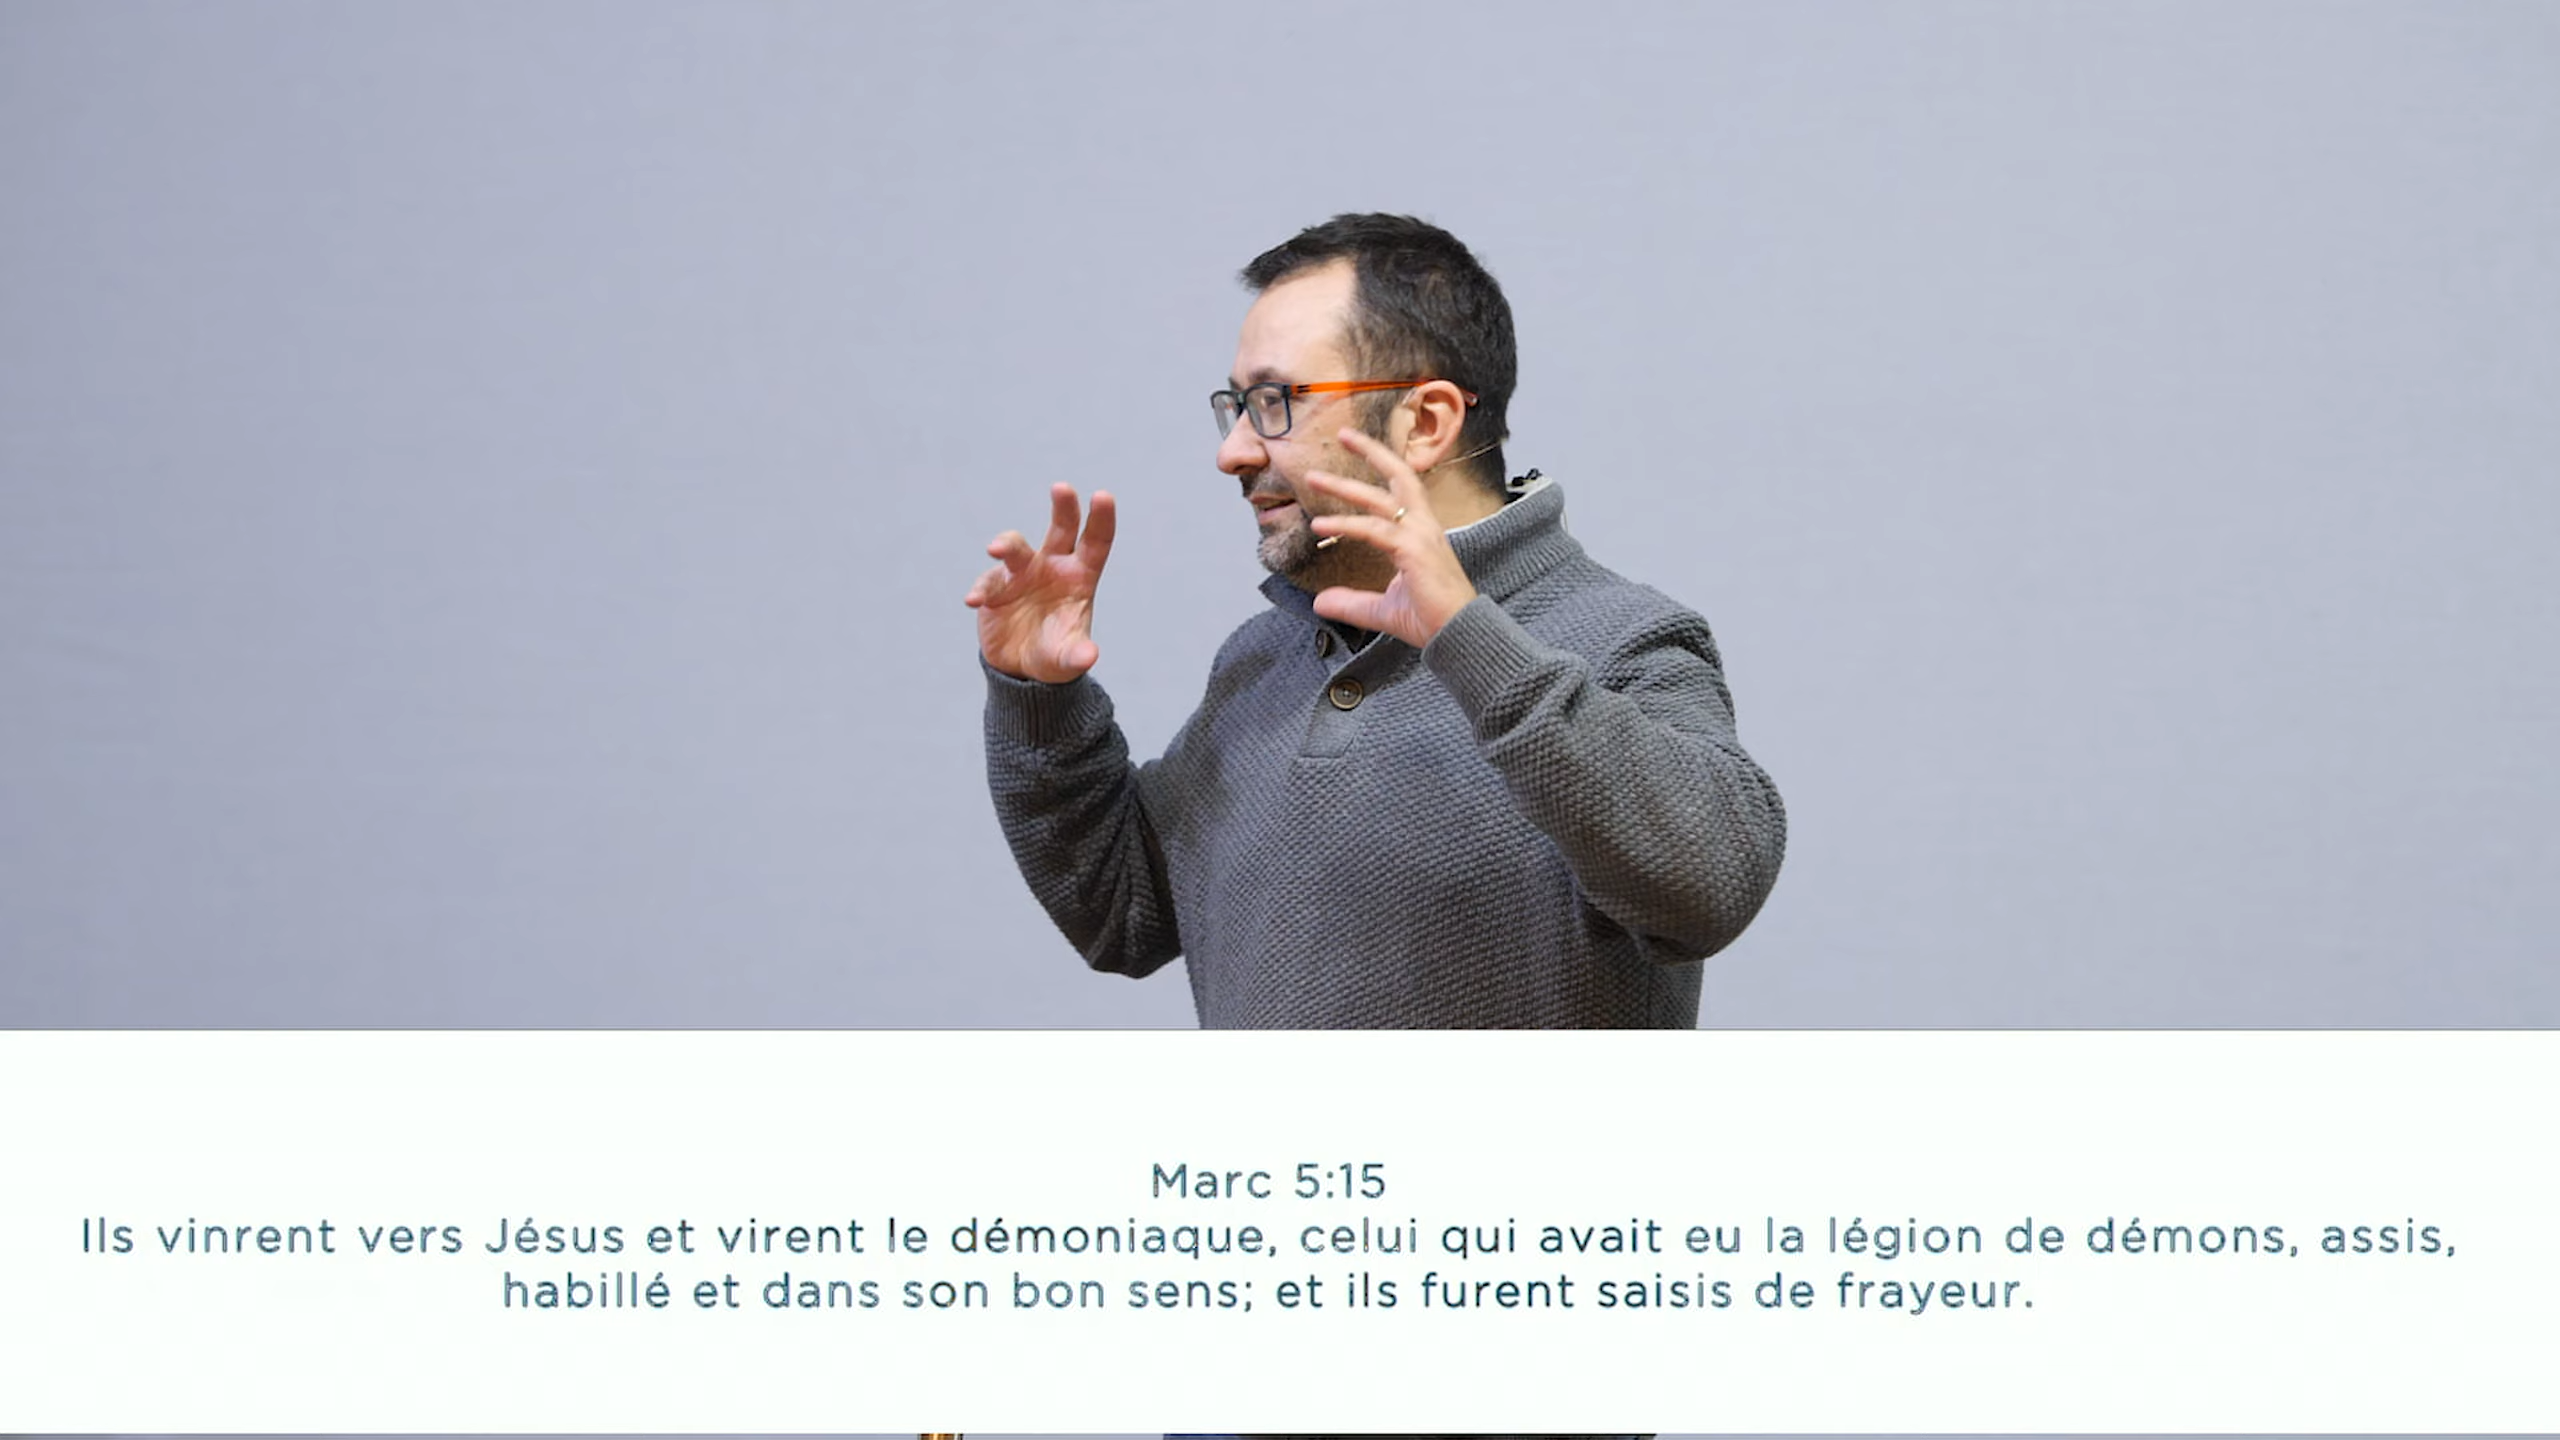 Marc 5:15
Ils vinrent vers Jésus et virent le démoniaque, celui qui avait eu la légion de démons, assis,
habillé et dans son bon sens; et ils furent saisis de frayeur.